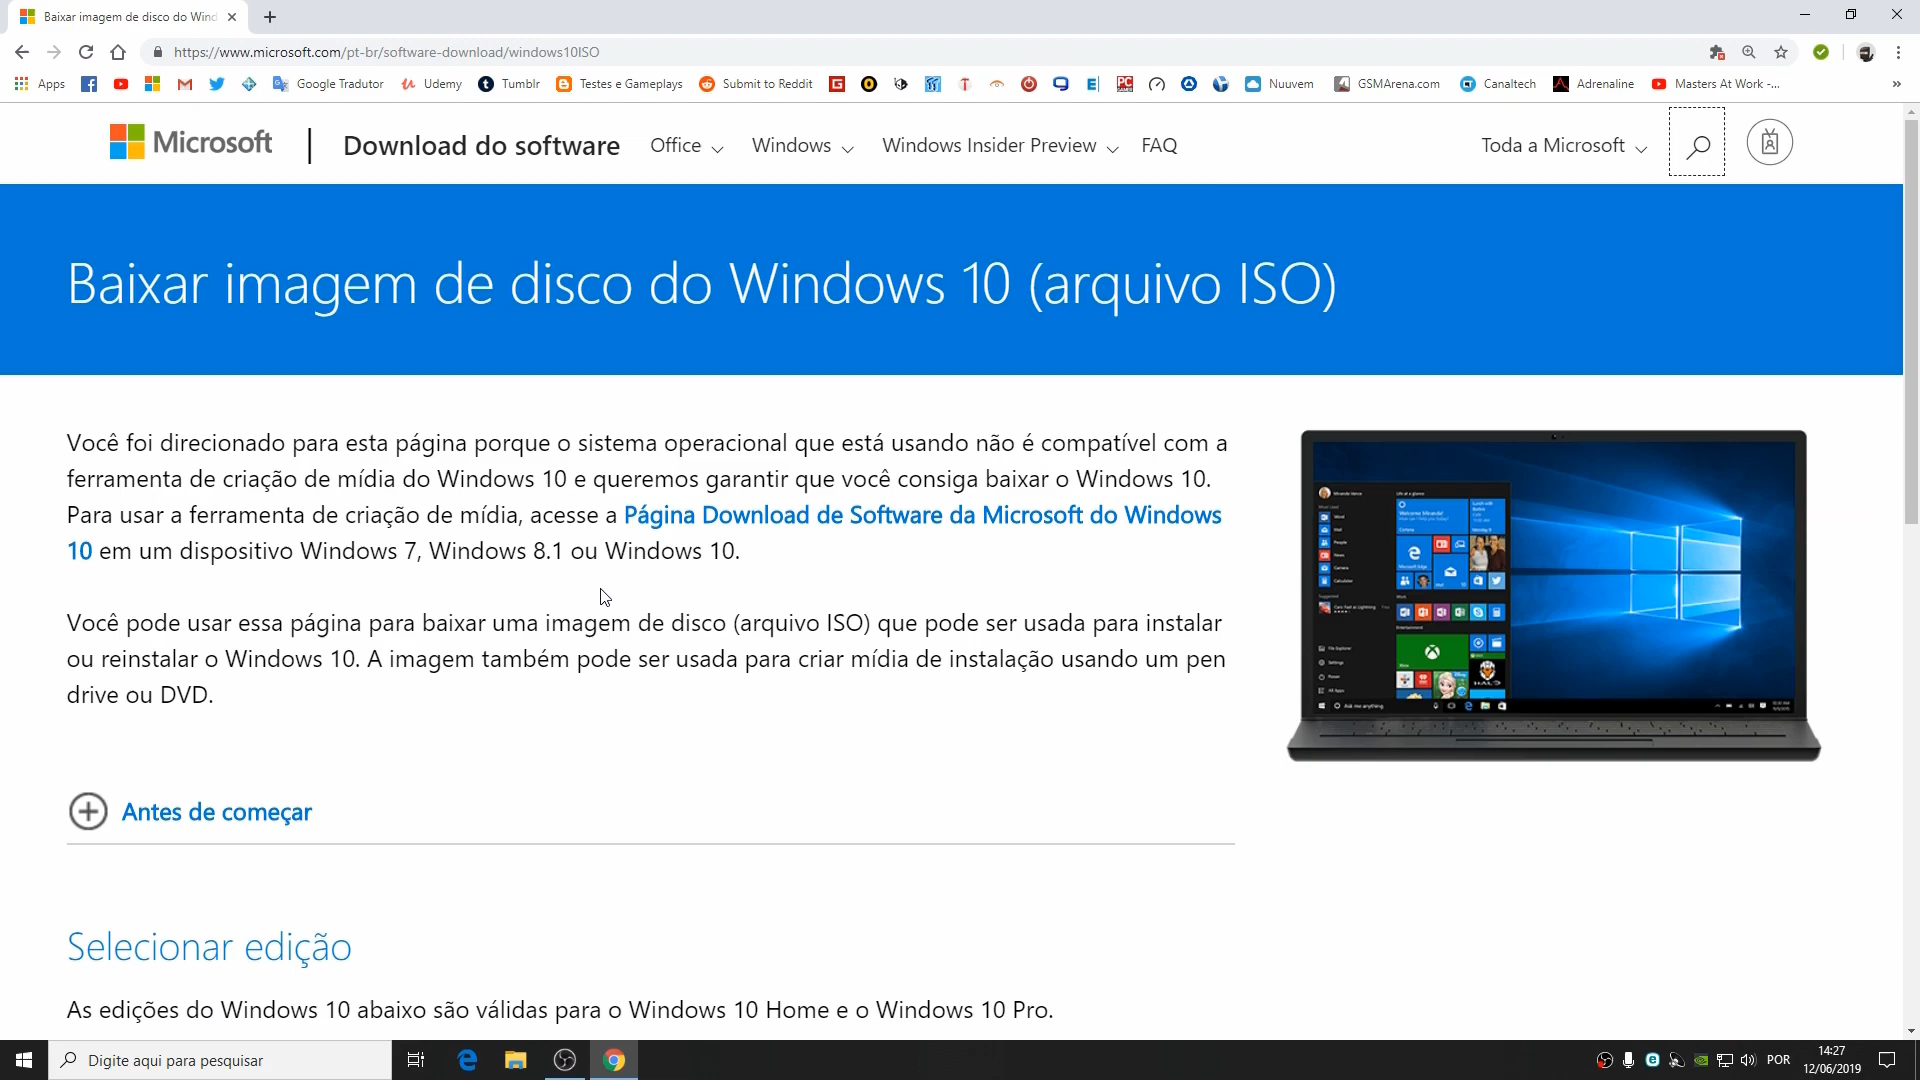 Baixar imagem de disco do Wind
https://www.microsoft.com/pt-br/software-download/windows10ISO
Apps
Google Tradutor
Udemy
Tumblr
Testes e Gameplays
Submit to Reddit
Nuuvem
GSMArena.com
Canaltech
Adrenaline
Masters At Work -...
Microsoft
Download do software
Office
Windows
Windows Insider Preview
FAQ
Toda a Microsoft
Baixar imagem de disco do Windows 10 (arquivo ISO)
Você foi direcionado para esta página porque o sistema operacional que está usando não é compatível com a
ferramenta de criação de mídia do Windows 10 e queremos garantir que você consiga baixar o Windows 10.
Para usar a ferramenta de criação de mídia, acesse a Página Download de Software da Microsoft do Windows
10 em um dispositivo Windows 7, Windows 8.1 ou Windows 10.
Você pode usar essa página para baixar uma imagem de disco (arquivo ISO) que pode ser usada para instalar
ou reinstalar o Windows 10. A imagem também pode ser usada para criar mídia de instalação usando um pen
drive ou DVD.
Antes de começar
Selecionar edição
As edições do Windows 10 abaixo são válidas para o Windows 10 Home e o Windows 10 Pro.
Digite aqui para pesquisar
POR
14:27
12/06/2019